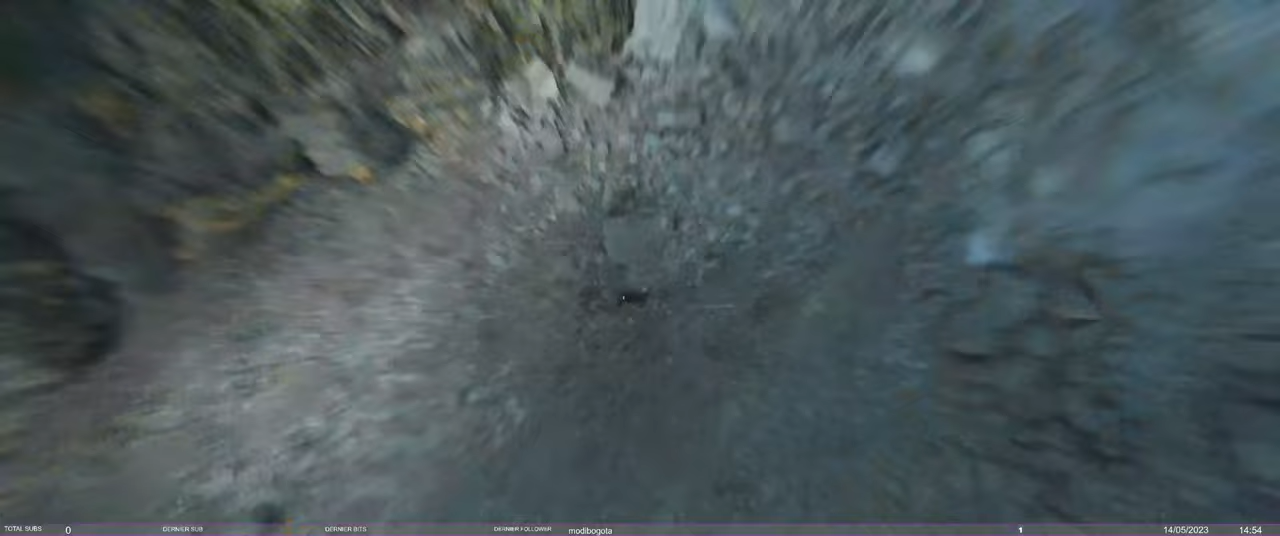 TOTAL SUBS 0 DERNIER SUB DERNIER BITS DERNIER FOLLOWER modibogota 1 14/05/2023 14:54